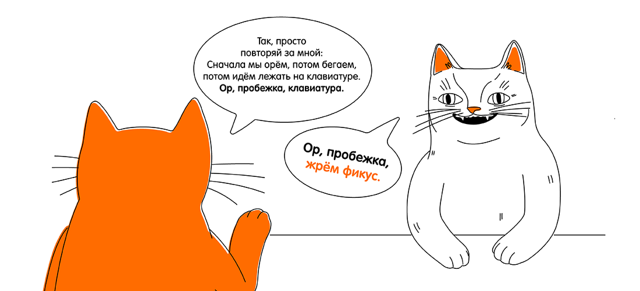 Так, просто
повторяй за мной:
Сначала мы орём, потом бегаем,
потом идём лежать на клавиатуре.
Ор, пробежка, клавиатура.
Ор, пробежка,
жрём фикус.